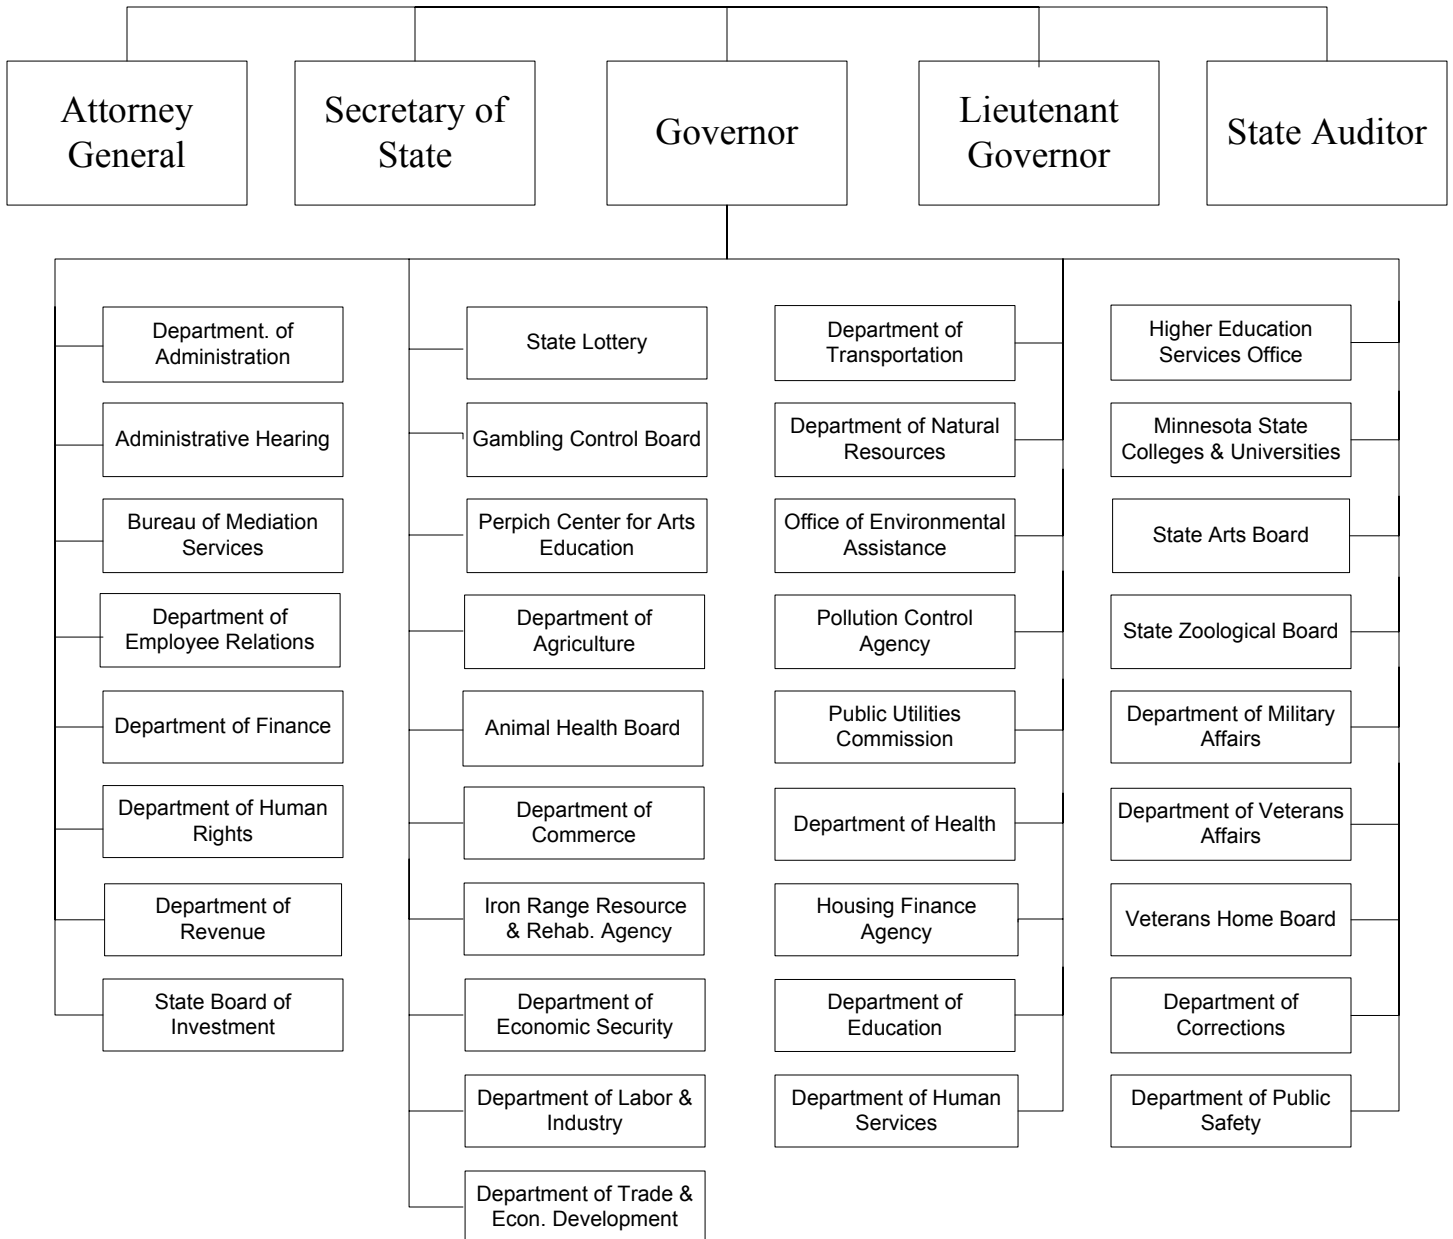 Attorney
General
Secretary of
State
Governor
Lieutenant
Governor
State Auditor
Department. of
Administration
Administrative Hearing
Bureau of Mediation
Services
Department of
Employee Relations
Department of Finance
Department of Human
Rights
Department of
Revenue
State Board of
Investment
State Lottery
Gambling Control Board
Perpich Center for Arts
Education
Department of
Agriculture
Animal Health Board
Department of
Commerce
Iron Range Resource
& Rehab. Agency
Department of
Economic Security
Department of Labor &
Industry
Department of Trade &
Econ. Development
Department of
Transportation
Department of Natural
Resources
Office of Environmental
Assistance
Pollution Control
Agency
Public Utilities
Commission
Department of Health
Housing Finance
Agency
Department of
Education
Department of Human
Services
Higher Education
Services Office
Minnesota State
Colleges & Universities
State Arts Board
State Zoological Board
Department of Military
Affairs
Department of Veterans
Affairs
Veterans Home Board
Department of
Corrections
Department of Public
Safety